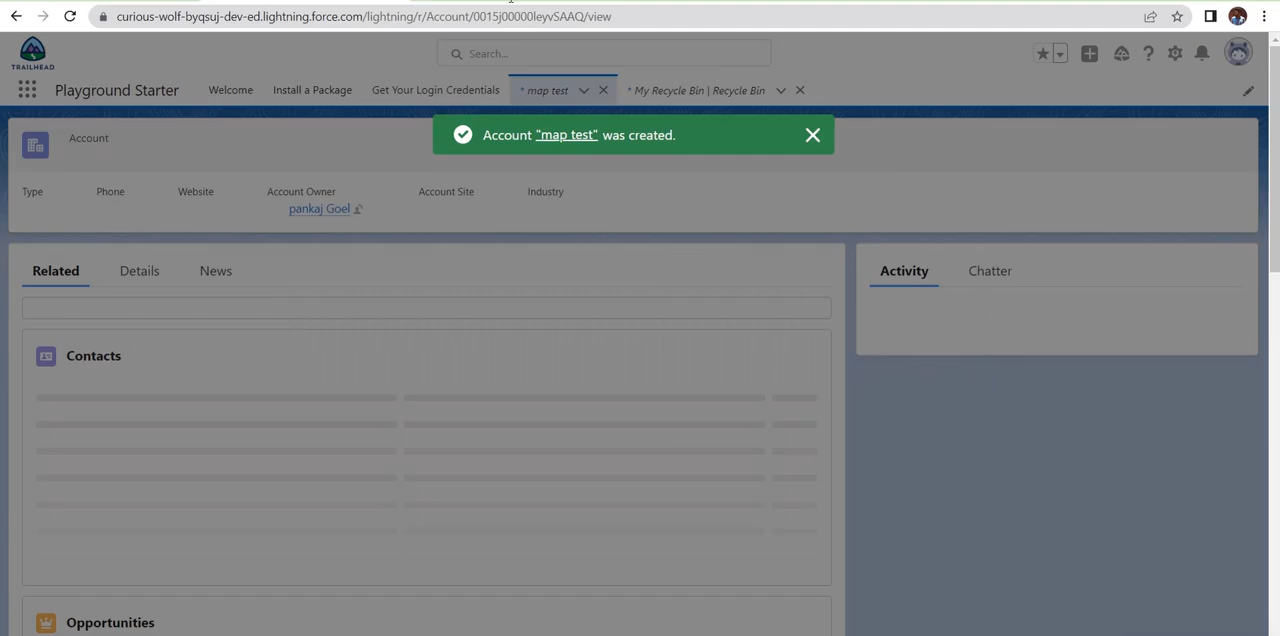 curious-wolf-byqsuj-dev-ed.lightning.force.com/lightning/r/Account/0015j00000leyvSAAQ/view
TRAILHEAD
Search...
Playground Starter
Welcome
Install a Package
Get Your Login Credentials
* map test
* My Recycle Bin | Recycle Bin
Account "map test" was created.
Account
Type
Phone
Website
Account Owner
Account Site
Industry
pankaj Goel
Related
Details
News
Activity
Chatter
Contacts
Opportunities